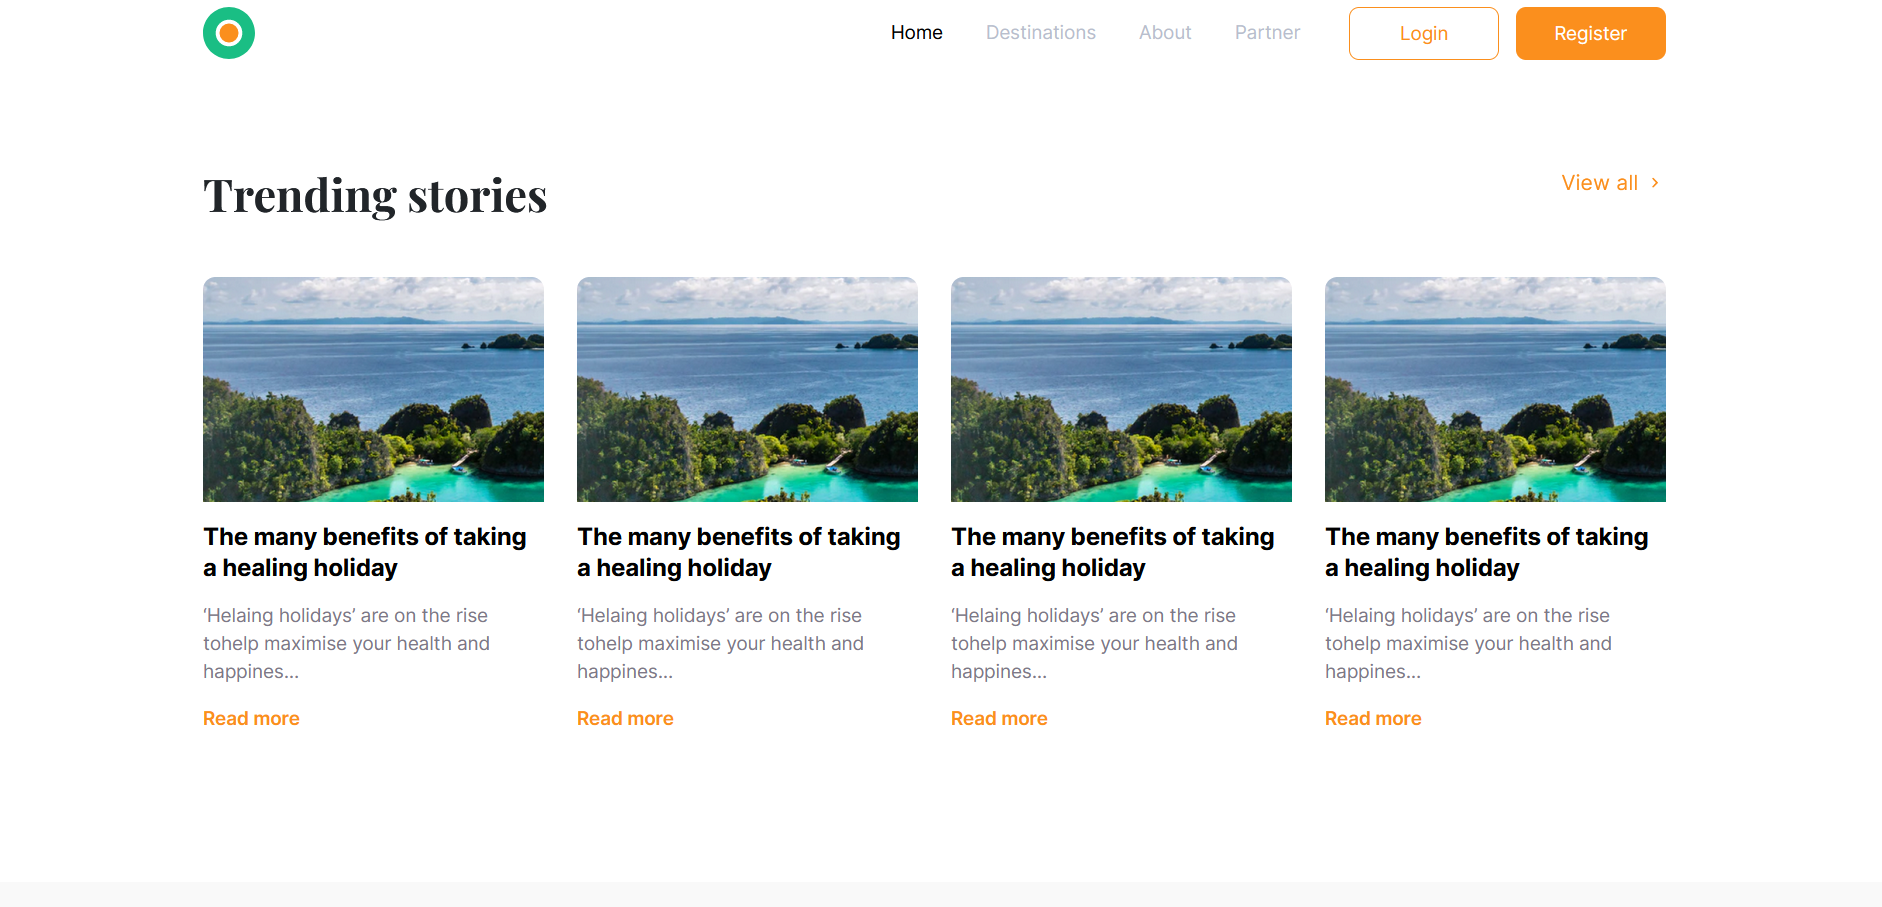 Home Destinations About Partner Login Register
Trending stories View all
The many benefits of taking
a healing holiday
‘Helaing holidays’ are on the rise
tohelp maximise your health and
happines...
Read more
The many benefits of taking
a healing holiday
‘Helaing holidays’ are on the rise
tohelp maximise your health and
happines...
Read more
The many benefits of taking
a healing holiday
‘Helaing holidays’ are on the rise
tohelp maximise your health and
happines...
Read more
The many benefits of taking
a healing holiday
‘Helaing holidays’ are on the rise
tohelp maximise your health and
happines...
Read more